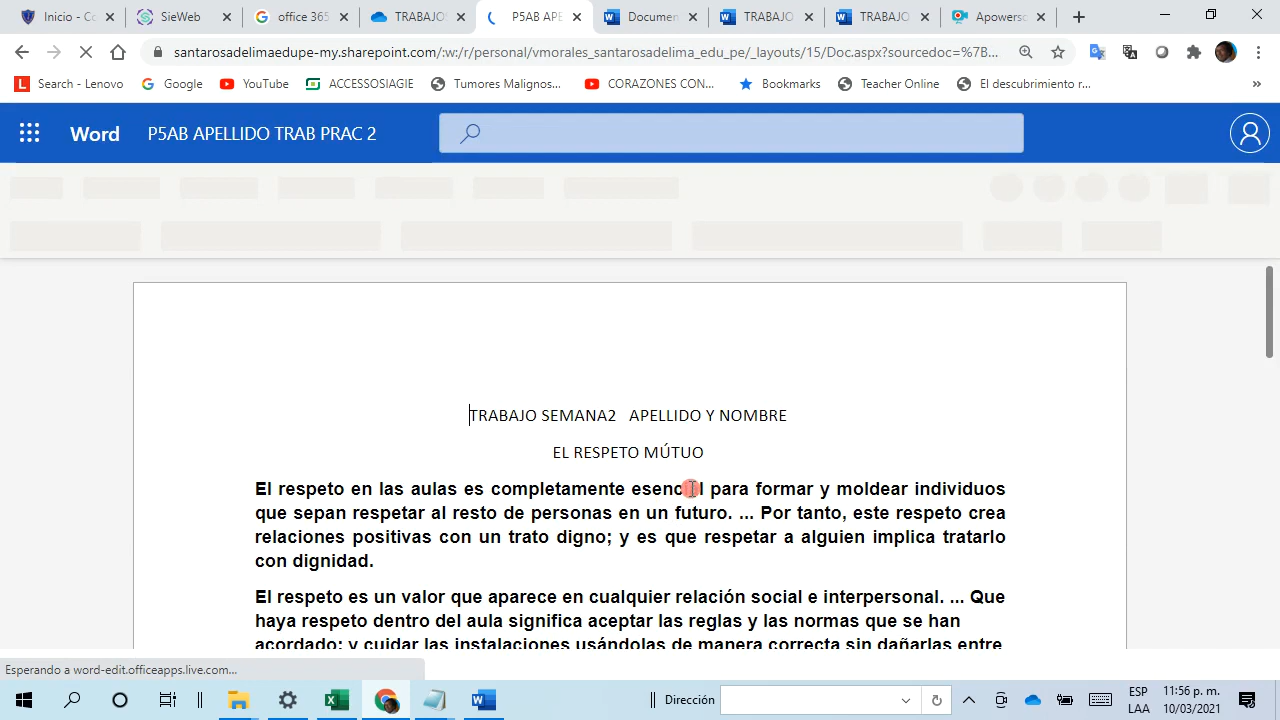 Inicio - Co
SieWeb
office 365
TRABAJO
P5AB APE
Documen
TRABAJO
TRABAJO
Apowerso
santarosadelimaedupe-my.sharepoint.com/:w:/r/personal/vmorales_santarosadelima_edu_pe/_layouts/15/Doc.aspx?sourcedoc=%7B...
Search - Lenovo
Google
YouTube
ACCESSOSIAGIE
Tumores Malignos...
CORAZONES CON...
Bookmarks
Teacher Online
El descubrimiento r...
»
Word
P5AB APELLIDO TRAB PRAC 2
TRABAJO SEMANA2 APELLIDO Y NOMBRE
EL RESPETO MÚTUO
El respeto en las aulas es completamente esencial para formar y moldear individuos
que sepan respetar al resto de personas en un futuro. ... Por tanto, este respeto crea
relaciones positivas con un trato digno; y es que respetar a alguien implica tratarlo
con dignidad.
El respeto es un valor que aparece en cualquier relación social e interpersonal. ... Que
haya respeto dentro del aula significa aceptar las reglas y las normas que se han
acordado; y cuidar las instalaciones usándolas de manera correcta sin dañarlas entre
Esperando a word-edit.officeapps.live.com...
Dirección
ESP
LAA
11:56 p. m.
10/03/2021